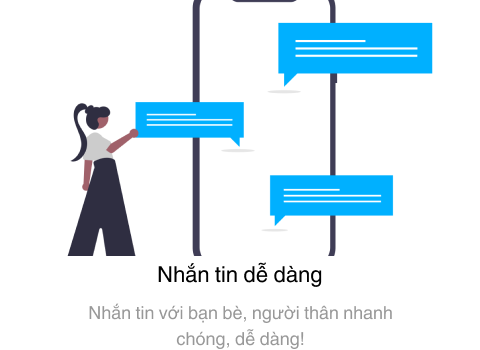 Nhắn tin dễ dàng
Nhắn tin với bạn bè, người thân nhanh
chóng, dễ dàng!